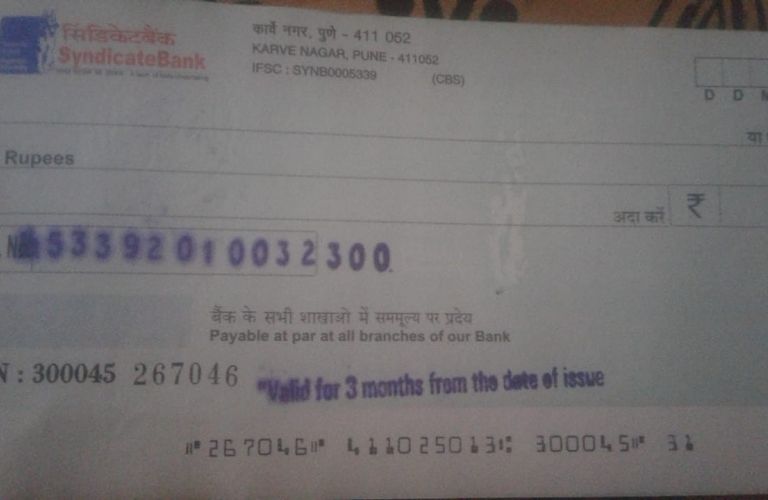 सिंडिकेटबैंक
SyndicateBank
कार्वे नगर, पुणे - 411 052
KARVE NAGAR, PUNE - 411052
IFSC : SYNB0005339 (CBS)
D D M
या
Rupees
अदा करें ₹
53392010032300
बैंक के सभी शाखाओं में सममूल्य पर प्रदेय
Payable at par at all branches of our Bank
N : 300045 267046
"Valid for 3 months from the date of issue
⑈267046⑈ 411025013⑆ 300045⑈ 31